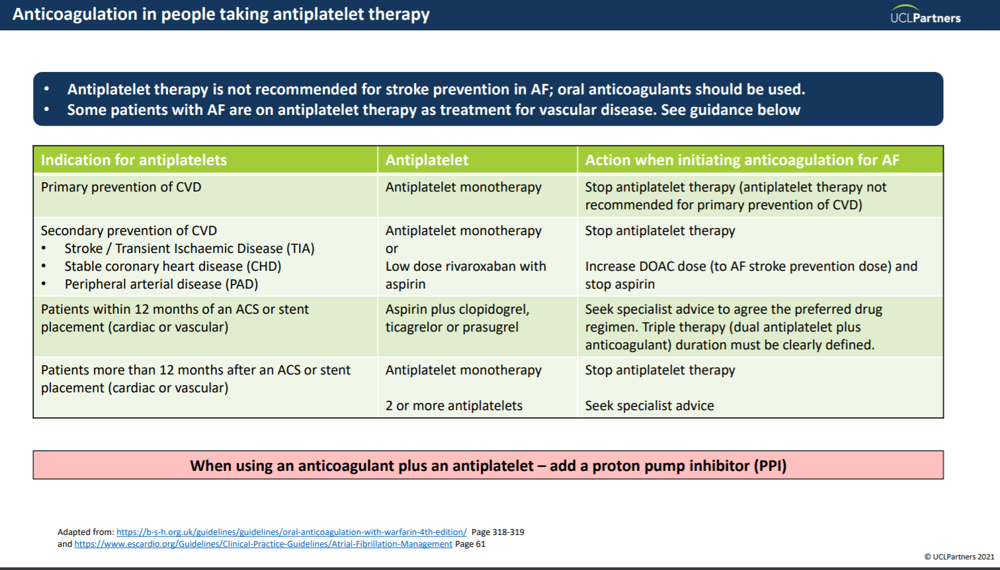 Anticoagulation in people taking antiplatelet therapy
UCLPartners
• Antiplatelet therapy is not recommended for stroke prevention in AF; oral anticoagulants should be used.
• Some patients with AF are on antiplatelet therapy as treatment for vascular disease. See guidance below
Indication for antiplatelets
Antiplatelet
Action when initiating anticoagulation for AF
Primary prevention of CVD
Antiplatelet monotherapy
Stop antiplatelet therapy (antiplatelet therapy not
recommended for primary prevention of CVD)
Secondary prevention of CVD
• Stroke / Transient Ischaemic Disease (TIA)
• Stable coronary heart disease (CHD)
• Peripheral arterial disease (PAD)
Antiplatelet monotherapy
or
Low dose rivaroxaban with
aspirin
Stop antiplatelet therapy
Increase DOAC dose (to AF stroke prevention dose) and
stop aspirin
Patients within 12 months of an ACS or stent
placement (cardiac or vascular)
Aspirin plus clopidogrel,
ticagrelor or prasugrel
Seek specialist advice to agree the preferred drug
regimen. Triple therapy (dual antiplatelet plus
anticoagulant) duration must be clearly defined.
Patients more than 12 months after an ACS or stent
placement (cardiac or vascular)
Antiplatelet monotherapy
2 or more antiplatelets
Stop antiplatelet therapy
Seek specialist advice
When using an anticoagulant plus an antiplatelet – add a proton pump inhibitor (PPI)
Adapted from: https://b-s-h.org.uk/guidelines/guidelines/oral-anticoagulation-with-warfarin-4th-edition/ Page 318-319
and https://www.escardio.org/Guidelines/Clinical-Practice-Guidelines/Atrial-Fibrillation-Management Page 61
© UCLPartners 2021